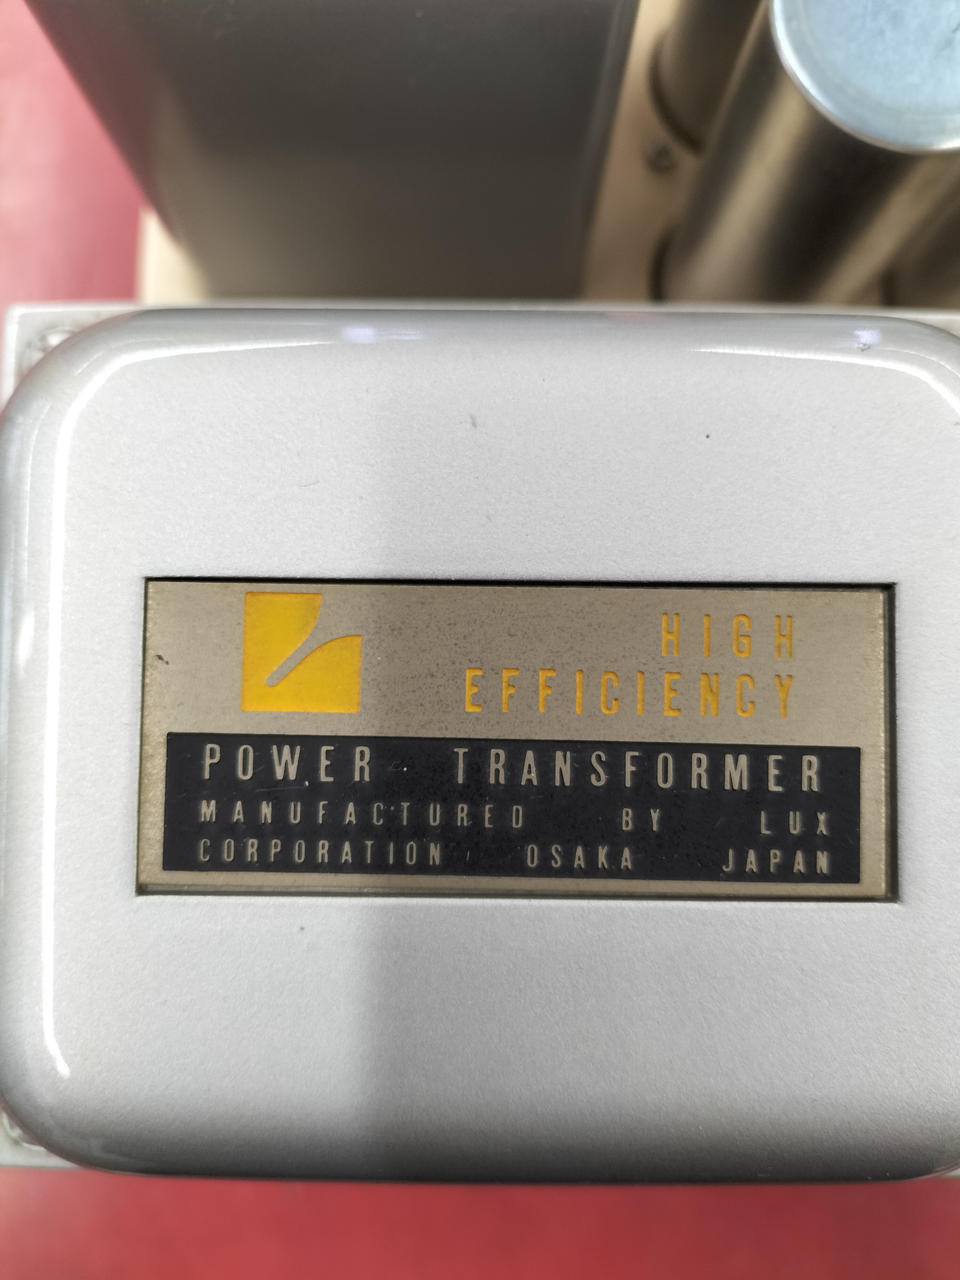 HIGH
EFFICIENCY
POWER TRANSFORMER
MANUFACTURED BY LUX
CORPORATION OSAKA JAPAN